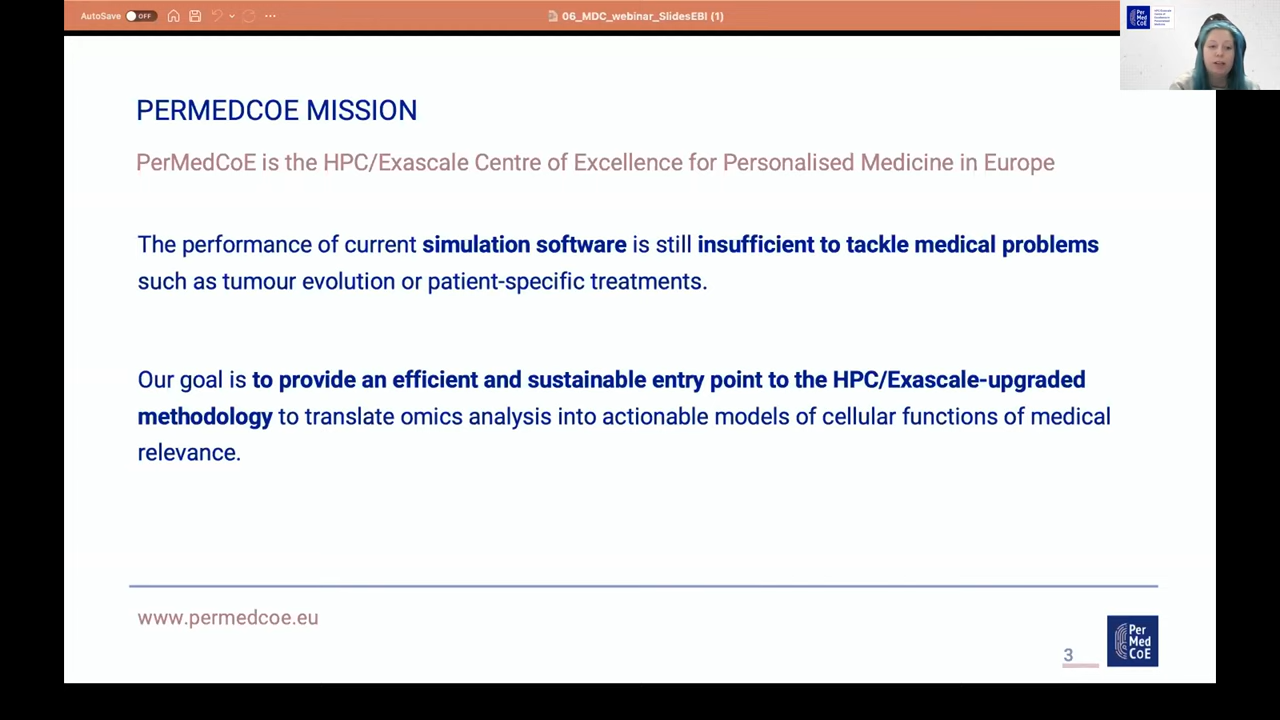 AutoSave OFF
06_MDC_webinar_SlidesEBI (1)
Per
Med
CoE
PERMEDCOE MISSION
PerMedCoE is the HPC/Exascale Centre of Excellence for Personalised Medicine in Europe
The performance of current simulation software is still insufficient to tackle medical problems
such as tumour evolution or patient-specific treatments.
Our goal is to provide an efficient and sustainable entry point to the HPC/Exascale-upgraded
methodology to translate omics analysis into actionable models of cellular functions of medical
relevance.
www.permedcoe.eu
3
Per
Med
CoE